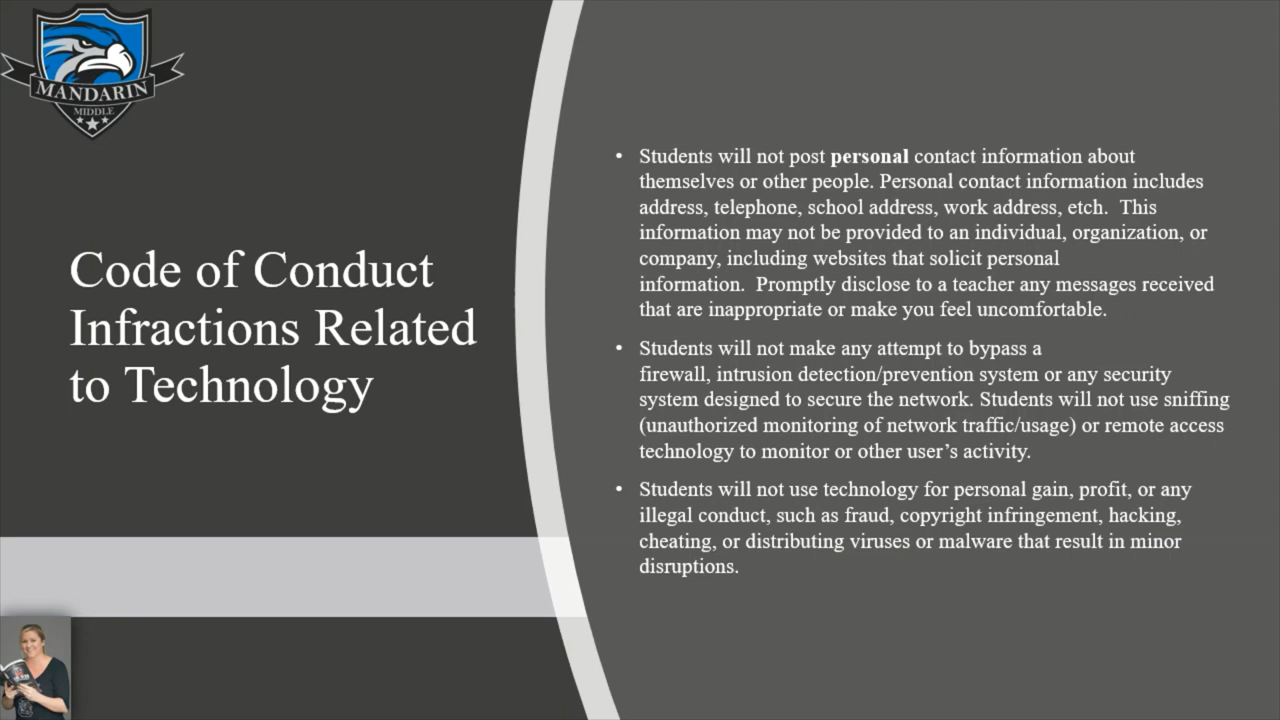 MANDARIN
MIDDLE
Code of Conduct
Infractions Related
to Technology
• Students will not post personal contact information about
themselves or other people. Personal contact information includes
address, telephone, school address, work address, etch.  This
information may not be provided to an individual, organization, or
company, including websites that solicit personal
information.  Promptly disclose to a teacher any messages received
that are inappropriate or make you feel uncomfortable.
• Students will not make any attempt to bypass a
firewall, intrusion detection/prevention system or any security
system designed to secure the network. Students will not use sniffing
(unauthorized monitoring of network traffic/usage) or remote access
technology to monitor or other user’s activity.
• Students will not use technology for personal gain, profit, or any
illegal conduct, such as fraud, copyright infringement, hacking,
cheating, or distributing viruses or malware that result in minor
disruptions.